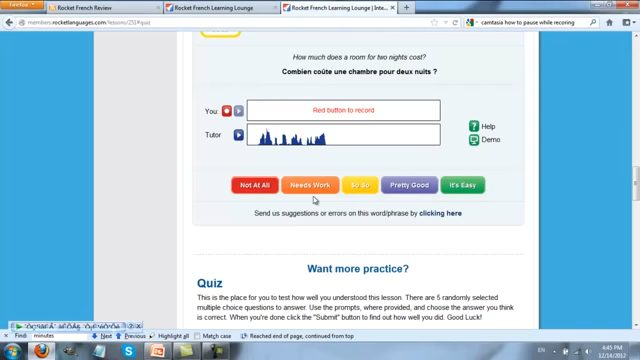 Firefox
Rocket French Review
Rocket French Learning Lounge
Rocket French Learning Lounge | Inte...
members.rocketlanguages.com/lessons/251#quiz
camtasia how to pause while recoring
How much does a room for two nights cost?
Combien coûte une chambre pour deux nuits ?
You:
Red button to record
Tutor
Help
Demo
Not At All
Needs Work
So So
Pretty Good
It's Easy
Send us suggestions or errors on this word/phrase by clicking here
Want more practice?
Quiz
This is the place for you to test how well you understood this lesson. There are 5 randomly selected
multiple choice questions to answer. Use the prompts, where provided, and choose the answer you think
is correct. When you're done click the "Submit" button to find out how well you did. Good Luck!
Find: minutes
Next
Previous
Highlight all
Match case
Reached end of page, continued from top
EN
4:45 PM